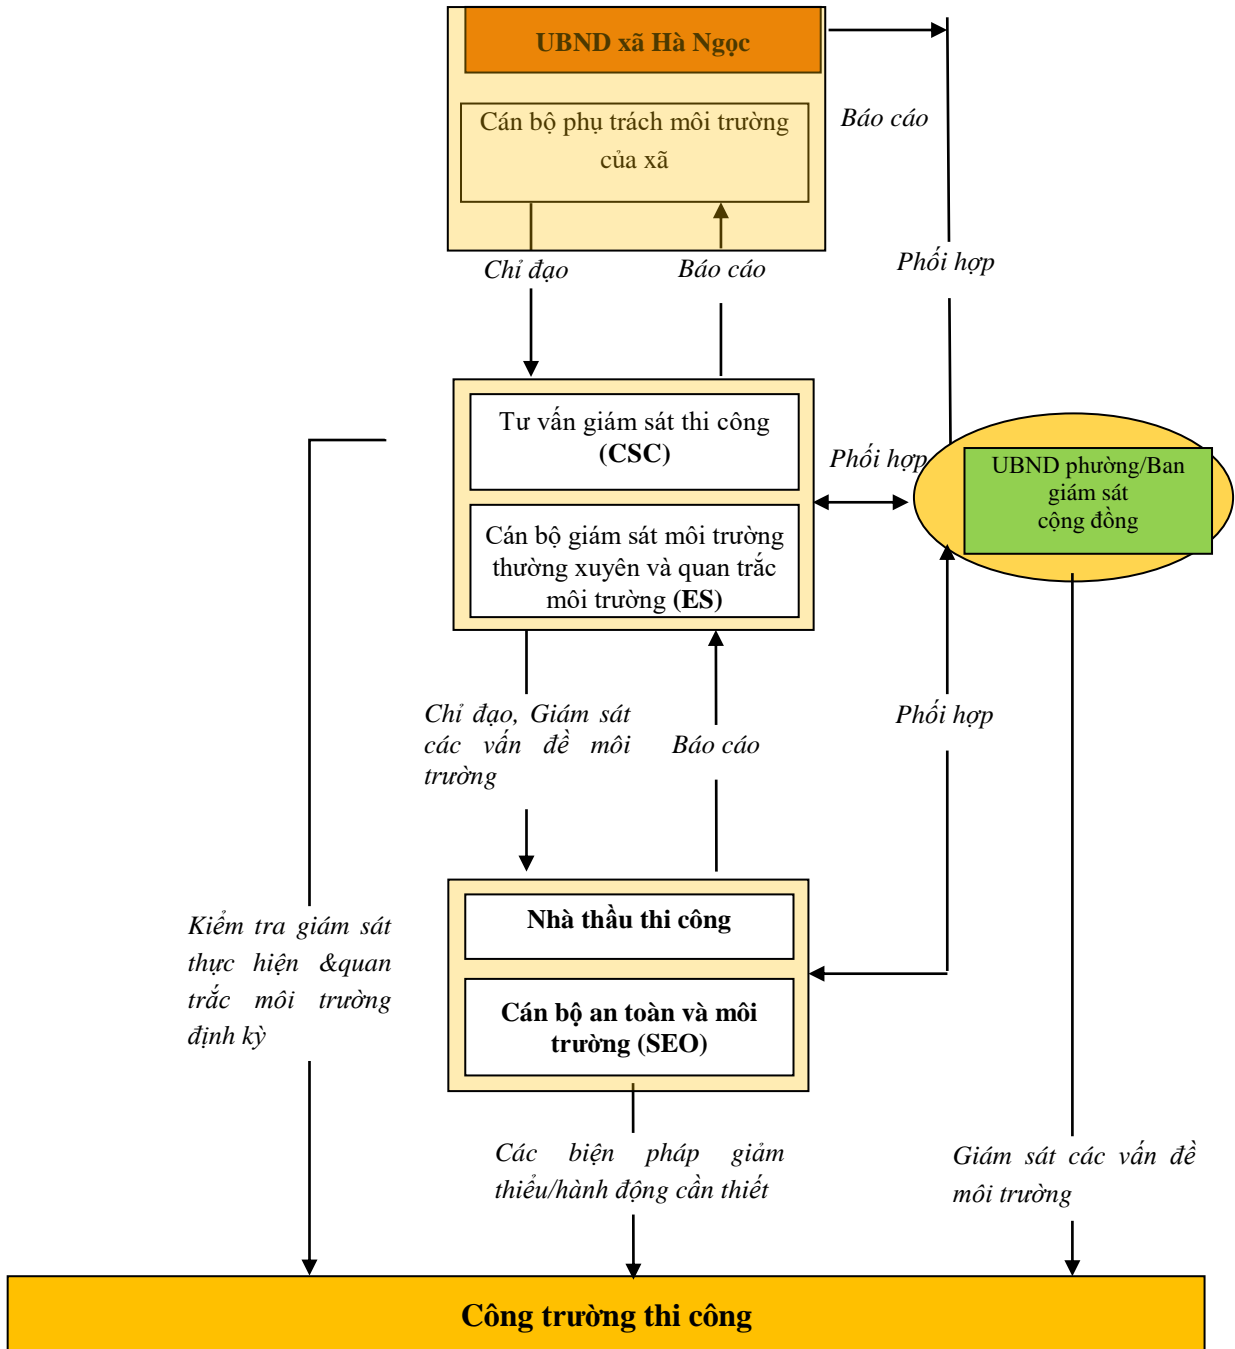 UBND xã Hà Ngọc
Cán bộ phụ trách môi trường
của xã
Báo cáo
Phối hợp
Chỉ đạo
Báo cáo
Tư vấn giám sát thi công
(CSC)
Cán bộ giám sát môi trường
thường xuyên và quan trắc
môi trường (ES)
Phối hợp
UBND phường/Ban
giám sát
cộng đồng
Chỉ đạo, Giám sát
các vấn đề môi
trường
Báo cáo
Phối hợp
Nhà thầu thi công
Cán bộ an toàn và môi
trường (SEO)
Kiểm tra giám sát
thực hiện &quan
trắc môi trường
định kỳ
Các biện pháp giảm
thiểu/hành động cần thiết
Giám sát các vấn đề
môi trường
Công trường thi công